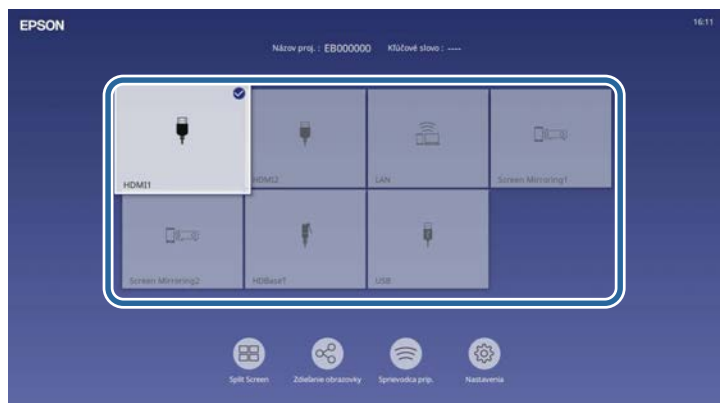 EPSON
16:11
Názov proj. : EB000000 Kľúčové slovo : ----
HDMI1
HDMI2
LAN
Screen Mirroring1
Screen Mirroring2
HDBaseT
USB
Split Screen
Zdieľanie obrazovky
Sprievodca prip.
Nastavenia